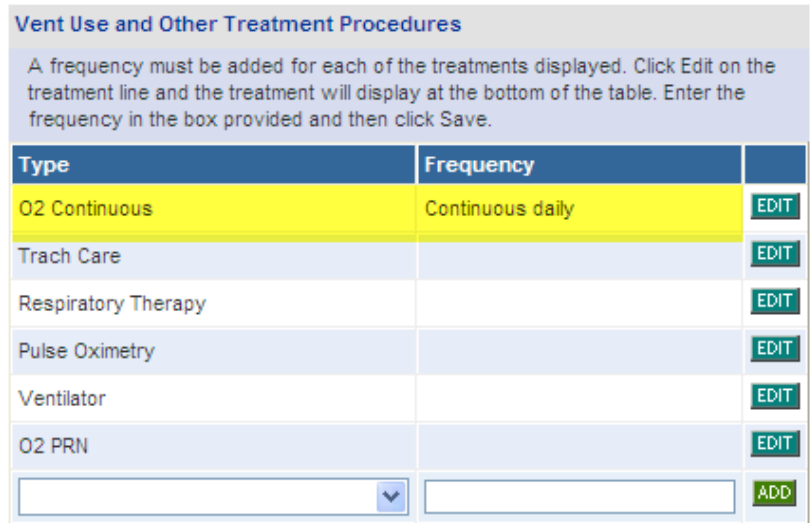 Vent Use and Other Treatment Procedures
A frequency must be added for each of the treatments displayed. Click Edit on the
treatment line and the treatment will display at the bottom of the table. Enter the
frequency in the box provided and then click Save.
Type Frequency
O2 Continuous Continuous daily EDIT
Trach Care EDIT
Respiratory Therapy EDIT
Pulse Oximetry EDIT
Ventilator EDIT
O2 PRN EDIT
ADD